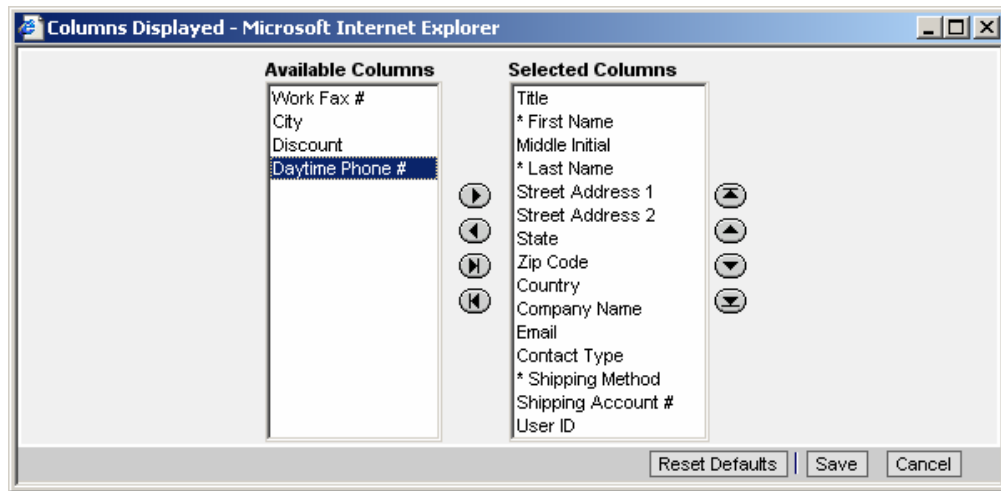 Columns Displayed - Microsoft Internet Explorer
Available Columns
Work Fax #
City
Discount
Daytime Phone #
Selected Columns
Title
* First Name
Middle Initial
* Last Name
Street Address 1
Street Address 2
State
Zip Code
Country
Company Name
Email
Contact Type
* Shipping Method
Shipping Account #
User ID
Reset Defaults
Save
Cancel